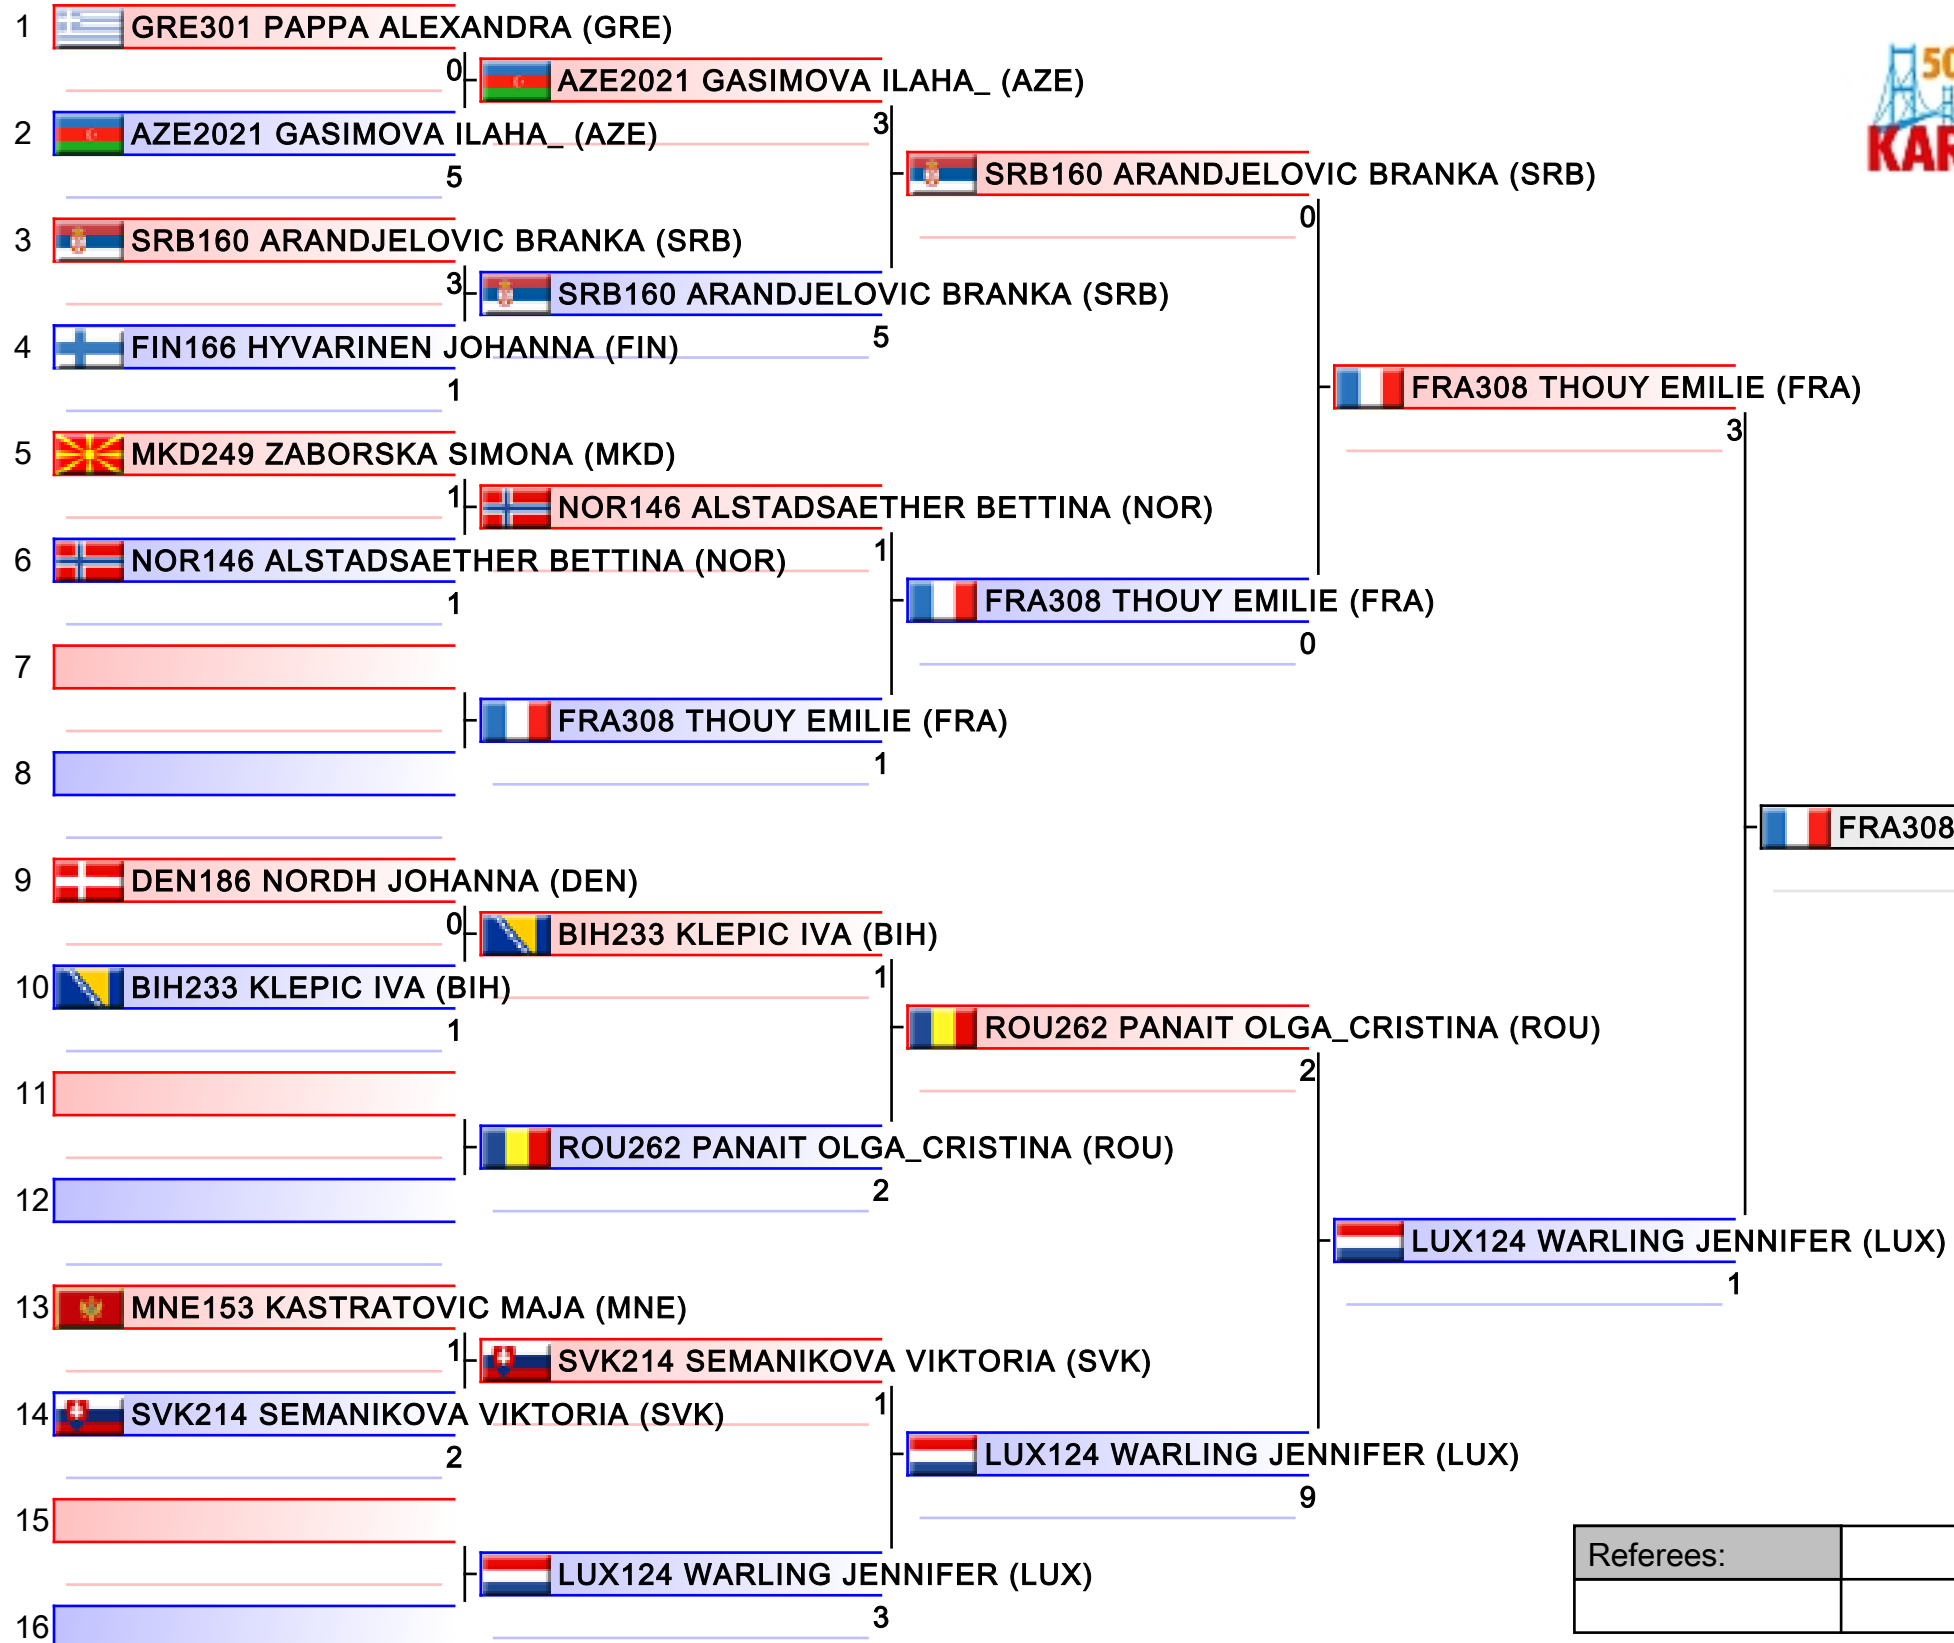 1 GRE301 PAPPA ALEXANDRA (GRE)
0
AZE2021 GASIMOVA ILAHA_ (AZE)
3
2 AZE2021 GASIMOVA ILAHA_ (AZE)
5
SRB160 ARANDJELOVIC BRANKA (SRB)
0
3 SRB160 ARANDJELOVIC BRANKA (SRB)
3
SRB160 ARANDJELOVIC BRANKA (SRB)
5
4 FIN166 HYVARINEN JOHANNA (FIN)
1
FRA308 THOUY EMILIE (FRA)
3
5 MKD249 ZABORSKA SIMONA (MKD)
1
NOR146 ALSTADSAETHER BETTINA (NOR)
1
6 NOR146 ALSTADSAETHER BETTINA (NOR)
1
FRA308 THOUY EMILIE (FRA)
0
7
FRA308 THOUY EMILIE (FRA)
1
8
FRA308
9 DEN186 NORDH JOHANNA (DEN)
0
BIH233 KLEPIC IVA (BIH)
1
10 BIH233 KLEPIC IVA (BIH)
1
ROU262 PANAIT OLGA_CRISTINA (ROU)
2
11
ROU262 PANAIT OLGA_CRISTINA (ROU)
2
12
LUX124 WARLING JENNIFER (LUX)
1
13 MNE153 KASTRATOVIC MAJA (MNE)
1
SVK214 SEMANIKOVA VIKTORIA (SVK)
1
14 SVK214 SEMANIKOVA VIKTORIA (SVK)
2
LUX124 WARLING JENNIFER (LUX)
9
15
LUX124 WARLING JENNIFER (LUX)
3
16
Referees: